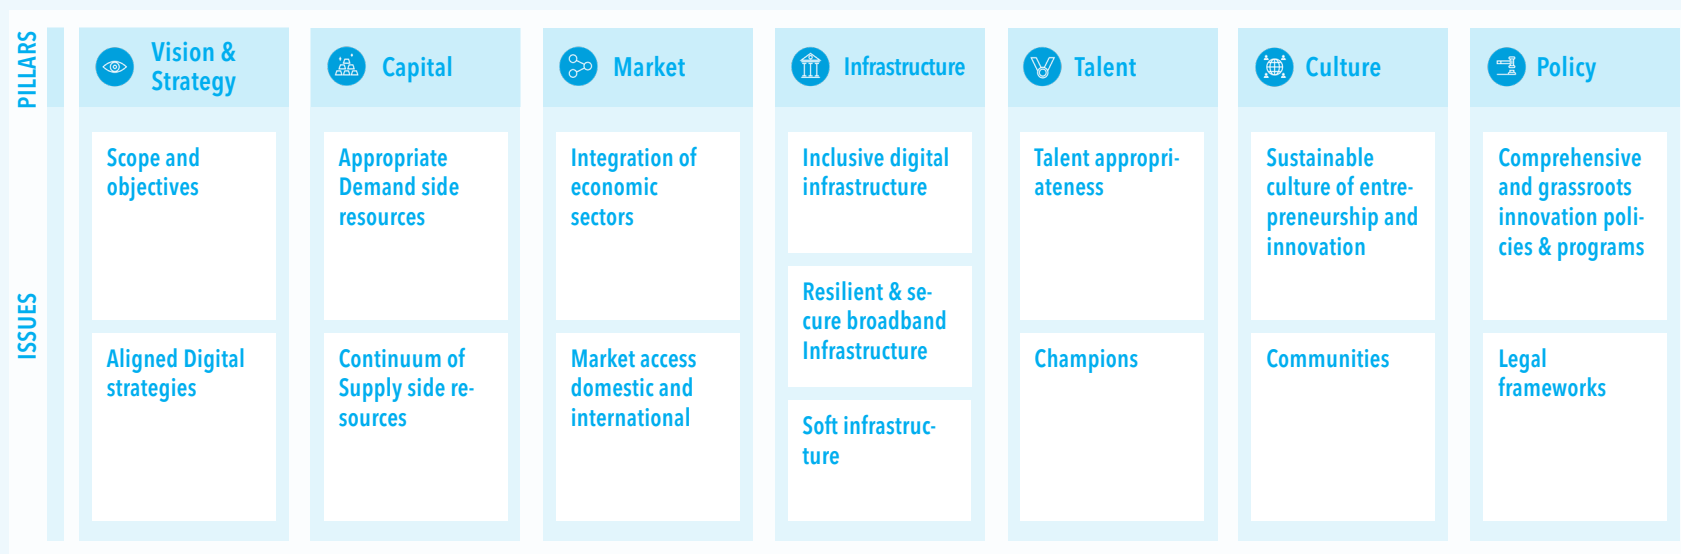 PILLARS
Vision &
Strategy
Capital
Market
Infrastructure
Talent
Culture
Policy
ISSUES
Scope and
objectives
Aligned Digital
strategies
Appropriate
Demand side
resources
Continuum of
Supply side re-
sources
Integration of
economic
sectors
Market access
domestic and
international
Inclusive digital
infrastructure
Resilient & se-
cure broadband
Infrastructure
Soft infrastruc-
ture
Talent appropri-
ateness
Champions
Sustainable
culture of entre-
preneurship and
innovation
Communities
Comprehensive
and grassroots
innovation poli-
cies & programs
Legal
frameworks